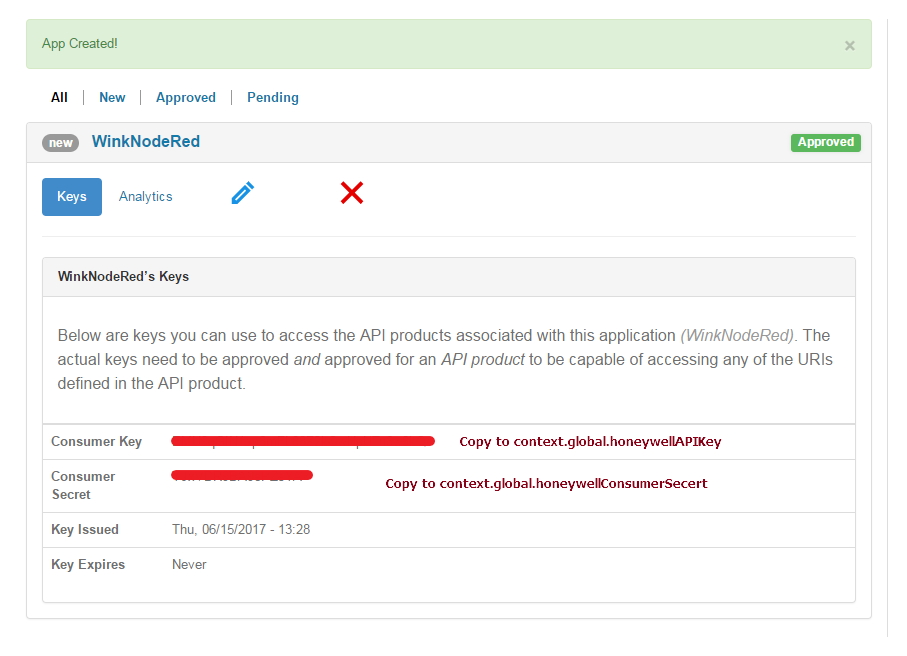 App Created!
×
All | New | Approved | Pending
new WinkNodeRed Approved
Keys Analytics
WinkNodeRed's Keys
Below are keys you can use to access the API products associated with this application (WinkNodeRed). The
actual keys need to be approved and approved for an API product to be capable of accessing any of the URIs
defined in the API product.
Consumer Key Copy to context.global.honeywellAPIKey
Consumer
Secret
Copy to context.global.honeywellConsumerSecert
Key Issued Thu, 06/15/2017 - 13:28
Key Expires Never